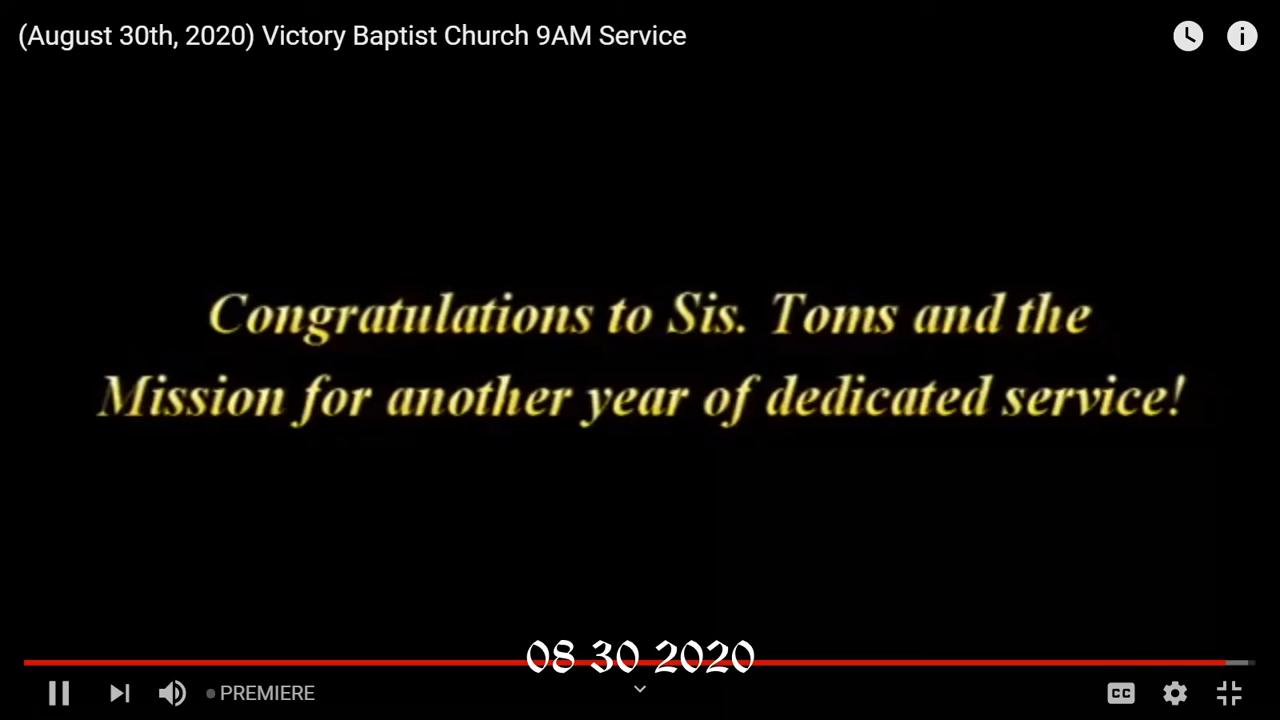 (August 30th, 2020) Victory Baptist Church 9AM Service
Congratulations to Sis. Toms and the
Mission for another year of dedicated service!
08 30 2020
PREMIERE
CC